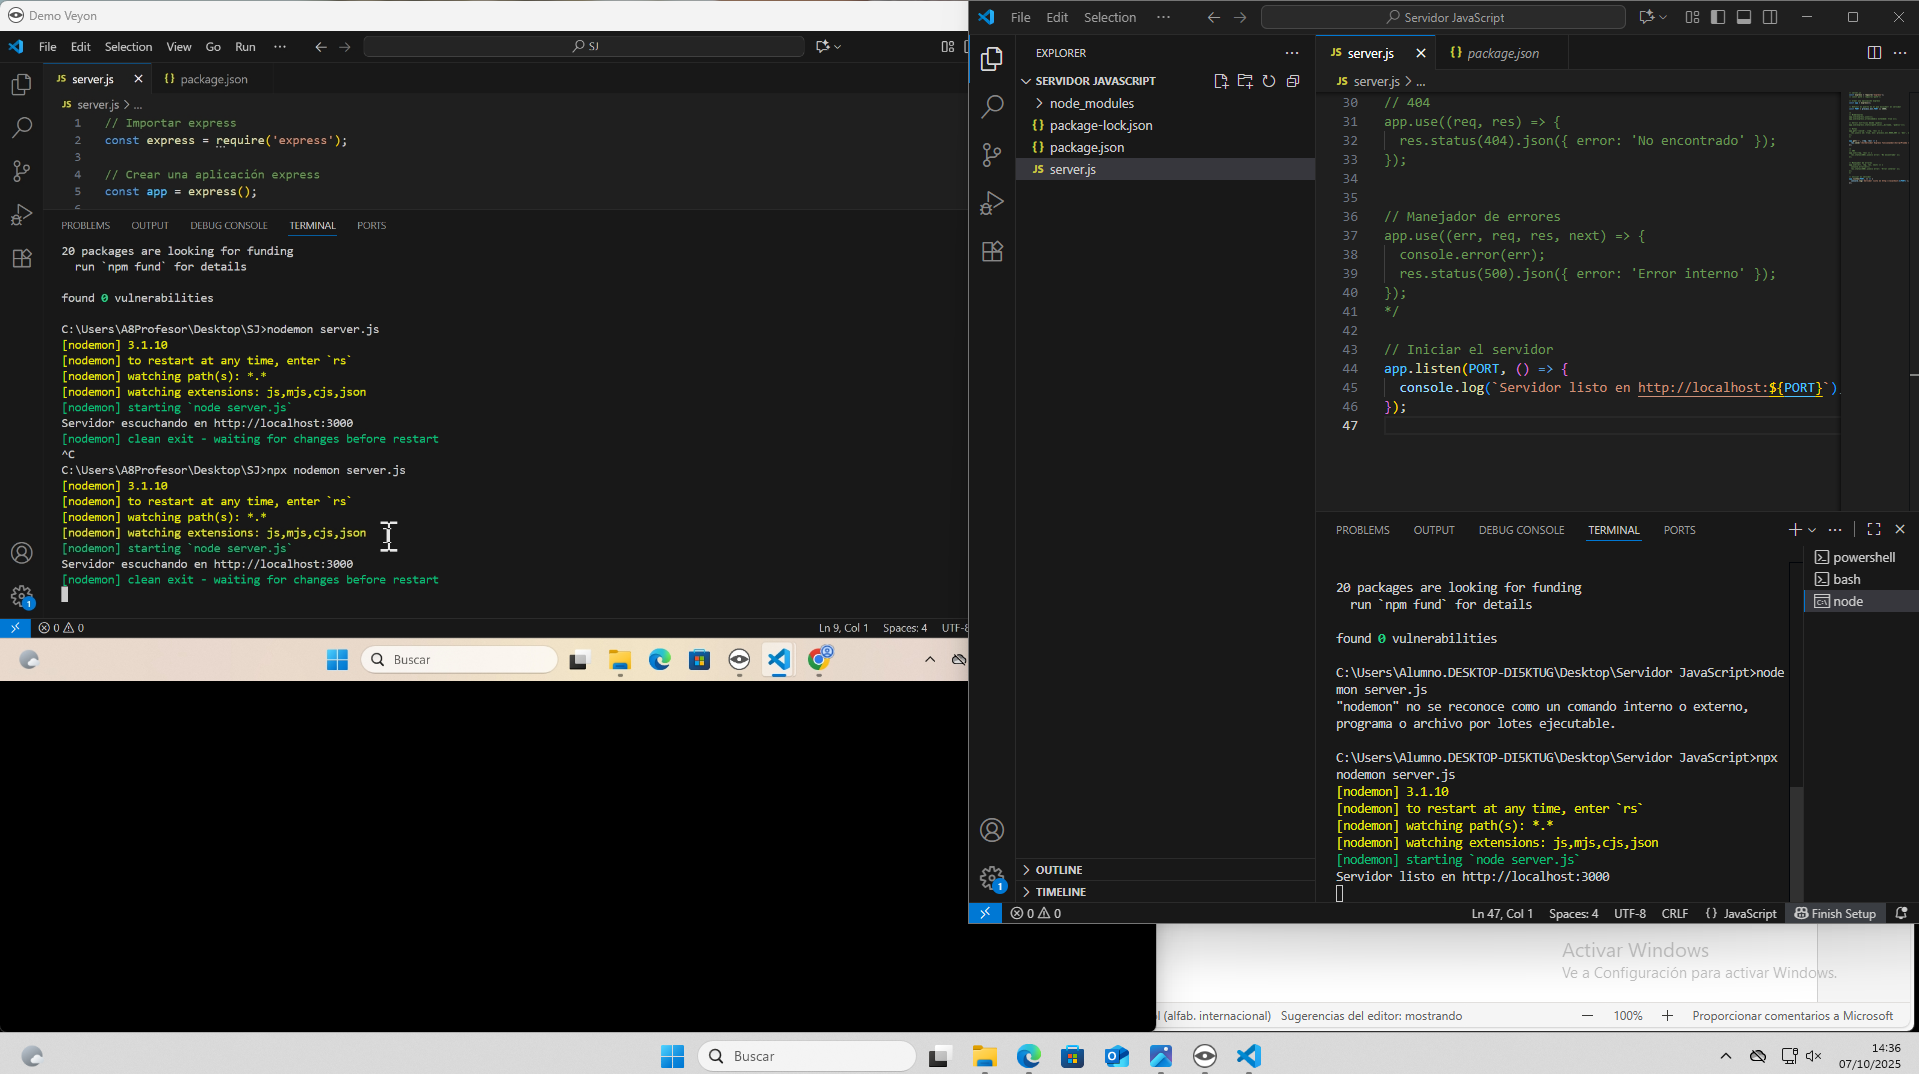 Demo Veyon
File Edit Selection View Go Run ··· SJ
server.js package.json
JS server.js > ...
1 // Importar express
2 const express = require('express');
3
4 // Crear una aplicación express
5 const app = express();
6
PROBLEMS OUTPUT DEBUG CONSOLE TERMINAL PORTS
20 packages are looking for funding
run `npm fund` for details
found 0 vulnerabilities
C:\Users\A8Profesor\Desktop\SJ>nodemon server.js
[nodemon] 3.1.10
[nodemon] to restart at any time, enter `rs`
[nodemon] watching path(s): *.*
[nodemon] watching extensions: js,mjs,cjs,json
[nodemon] starting `node server.js`
Servidor escuchando en http://localhost:3000
[nodemon] clean exit - waiting for changes before restart
^C
C:\Users\A8Profesor\Desktop\SJ>npx nodemon server.js
[nodemon] 3.1.10
[nodemon] to restart at any time, enter `rs`
[nodemon] watching path(s): *.*
[nodemon] watching extensions: js,mjs,cjs,json
[nodemon] starting `node server.js`
Servidor escuchando en http://localhost:3000
[nodemon] clean exit - waiting for changes before restart
0 0 Ln 9, Col 1 Spaces: 4 UTF-8
Buscar
File Edit Selection ··· Servidor JavaScript
EXPLORER
SERVIDOR JAVASCRIPT
node_modules
{} package-lock.json
{} package.json
JS server.js
OUTLINE
TIMELINE
JS server.js {} package.json
JS server.js > ...
30 // 404
31 app.use((req, res) => {
32 res.status(404).json({ error: 'No encontrado' });
33 });
34
35
36 // Manejador de errores
37 app.use((err, req, res, next) => {
38 console.error(err);
39 res.status(500).json({ error: 'Error interno' });
40 });
41 */
42
43 // Iniciar el servidor
44 app.listen(PORT, () => {
45 console.log(`Servidor listo en http://localhost:${PORT}`)
46 });
47
PROBLEMS OUTPUT DEBUG CONSOLE TERMINAL PORTS
powershell
bash
node
20 packages are looking for funding
run `npm fund` for details
found 0 vulnerabilities
C:\Users\Alumno.DESKTOP-DI5KTUG\Desktop\Servidor JavaScript>node
mon server.js
"nodemon" no se reconoce como un comando interno o externo,
programa o archivo por lotes ejecutable.
C:\Users\Alumno.DESKTOP-DI5KTUG\Desktop\Servidor JavaScript>npx
nodemon server.js
[nodemon] 3.1.10
[nodemon] to restart at any time, enter `rs`
[nodemon] watching path(s): *.*
[nodemon] watching extensions: js,mjs,cjs,json
[nodemon] starting `node server.js`
Servidor listo en http://localhost:3000
0 0 Ln 47, Col 1 Spaces: 4 UTF-8 CRLF {} JavaScript Finish Setup
Activar Windows
Ve a Configuración para activar Windows.
l (alfab. internacional) Sugerencias del editor: mostrando 100% Proporcionar comentarios a Microsoft
Buscar
14:36
07/10/2025